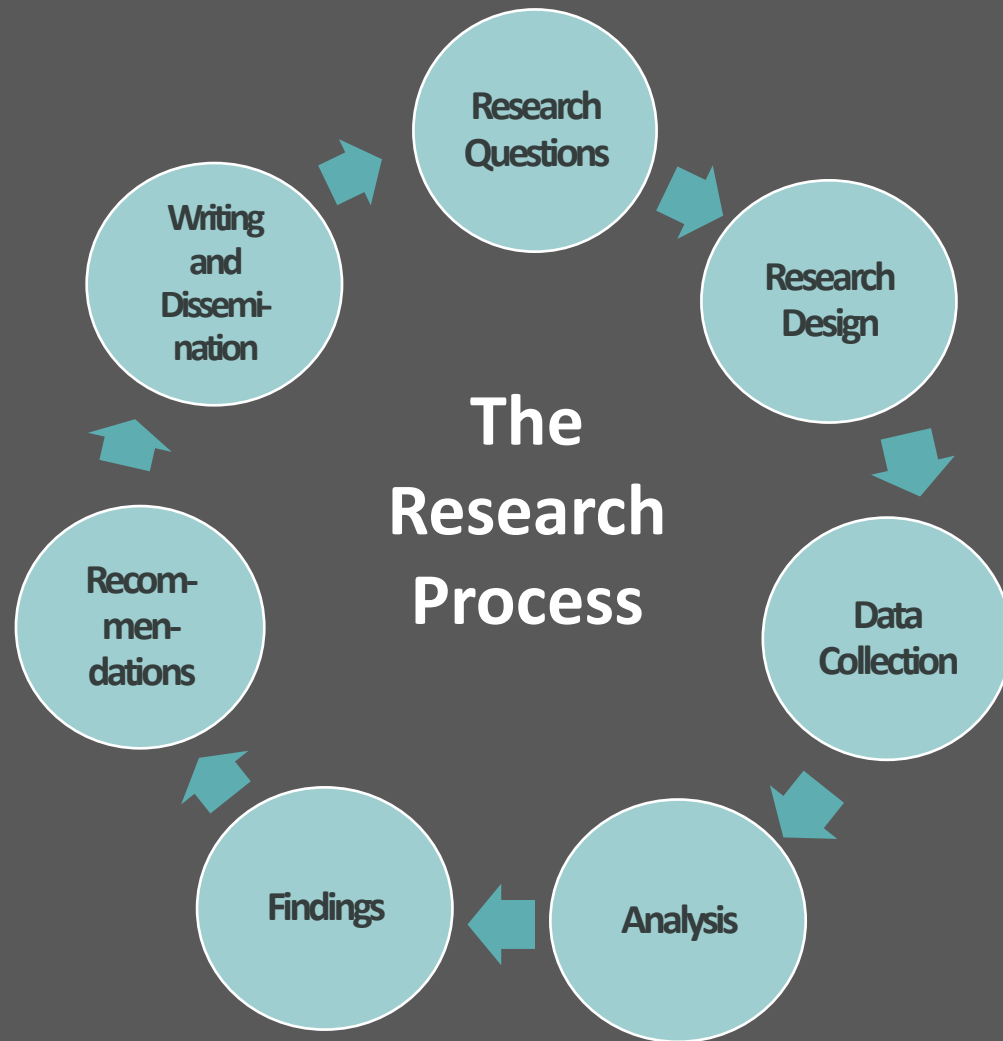 Research
Questions
Research
Design
Data
Collection
Analysis
Findings
Recom-
men-
dations
Writing
and
Dissemi-
nation
The
Research
Process